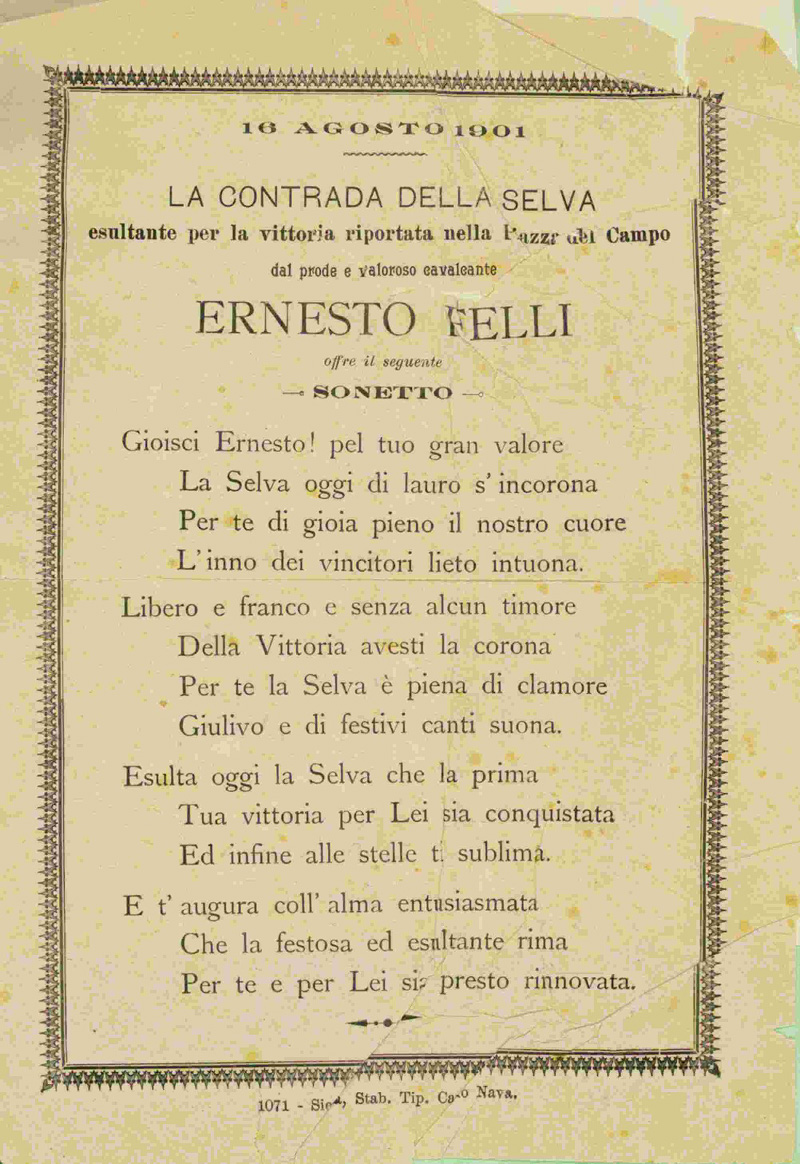 16 AGOSTO 1901
LA CONTRADA DELLA SELVA
esultante per la vittoria riportata nella Campo
dal prode e valoroso cavalcante
ERNESTO FELLI
offre il seguente
SONETTO
Gioisci Ernesto! pel tuo gran valore
La Selva oggi di lauro s' incorona
Per te di gioia pieno il nostro cuore
L' inno dei vincitori lieto intuona.
Libero e franco e senza alcun timore
Della Vittoria avesti la corona
Per te la Selva è piena di clamore
Giulivo e di festivi canti suona.
Esulta oggi la Selva che la prima
Tua vittoria per Lei sia conquistata
Ed infine alle stelle ti sublima.
E t' augura coll' alma entusiasmata
Che la festosa ed esultante rima
Per te e per Lei sia presto rinnovata.
1071 - Stab. Tip. Nava.